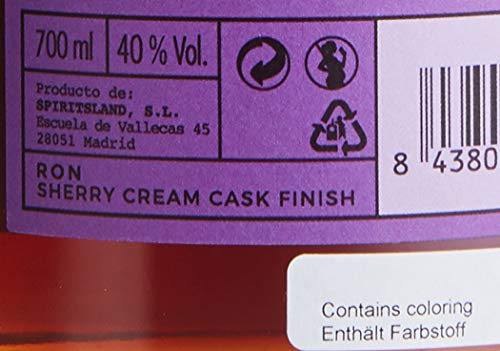 700 ml 40 % Vol.
Producto de:
SPIRITSLAND, S.L.
Escuela de Vallecas 45
28051 Madrid
RON
SHERRY CREAM CASK FINISH
8 4380
Contains coloring
Enthält Farbstoff